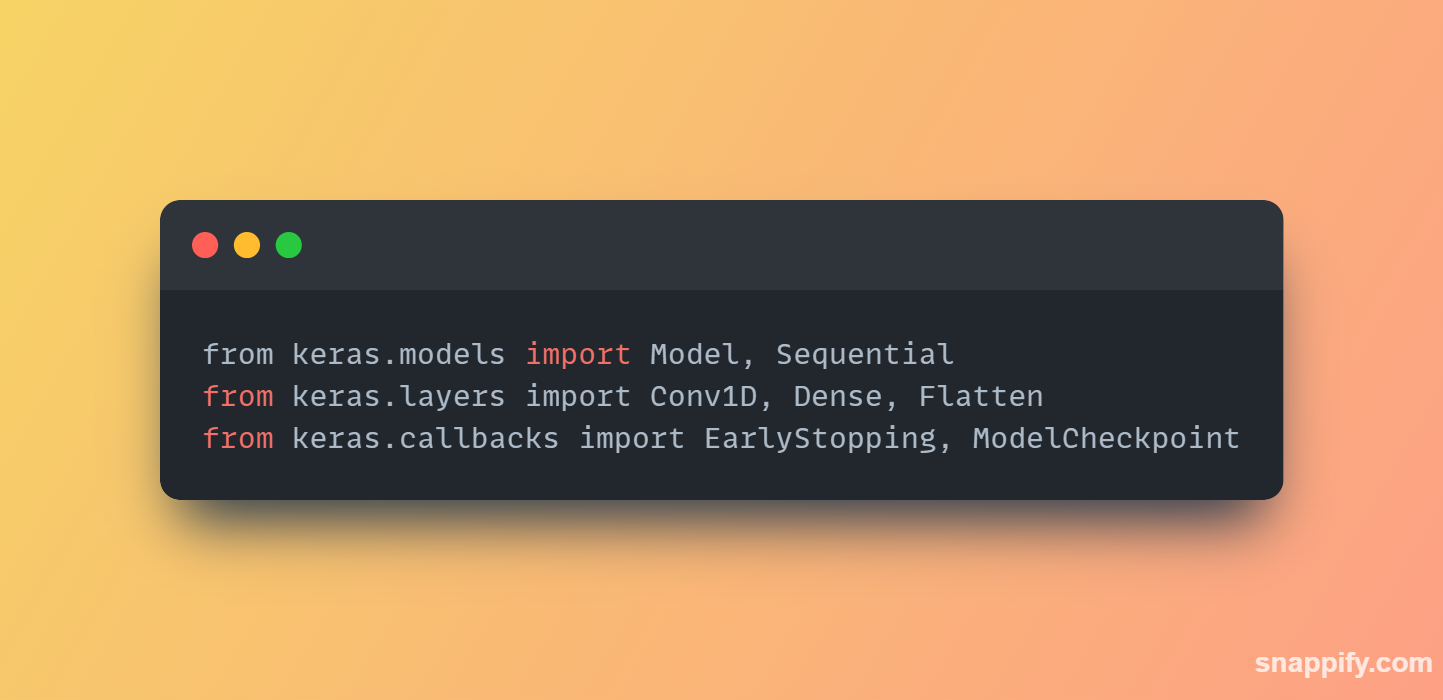 from keras.models import Model, Sequential
from keras.layers import Conv1D, Dense, Flatten
from keras.callbacks import EarlyStopping, ModelCheckpoint
snappify.com